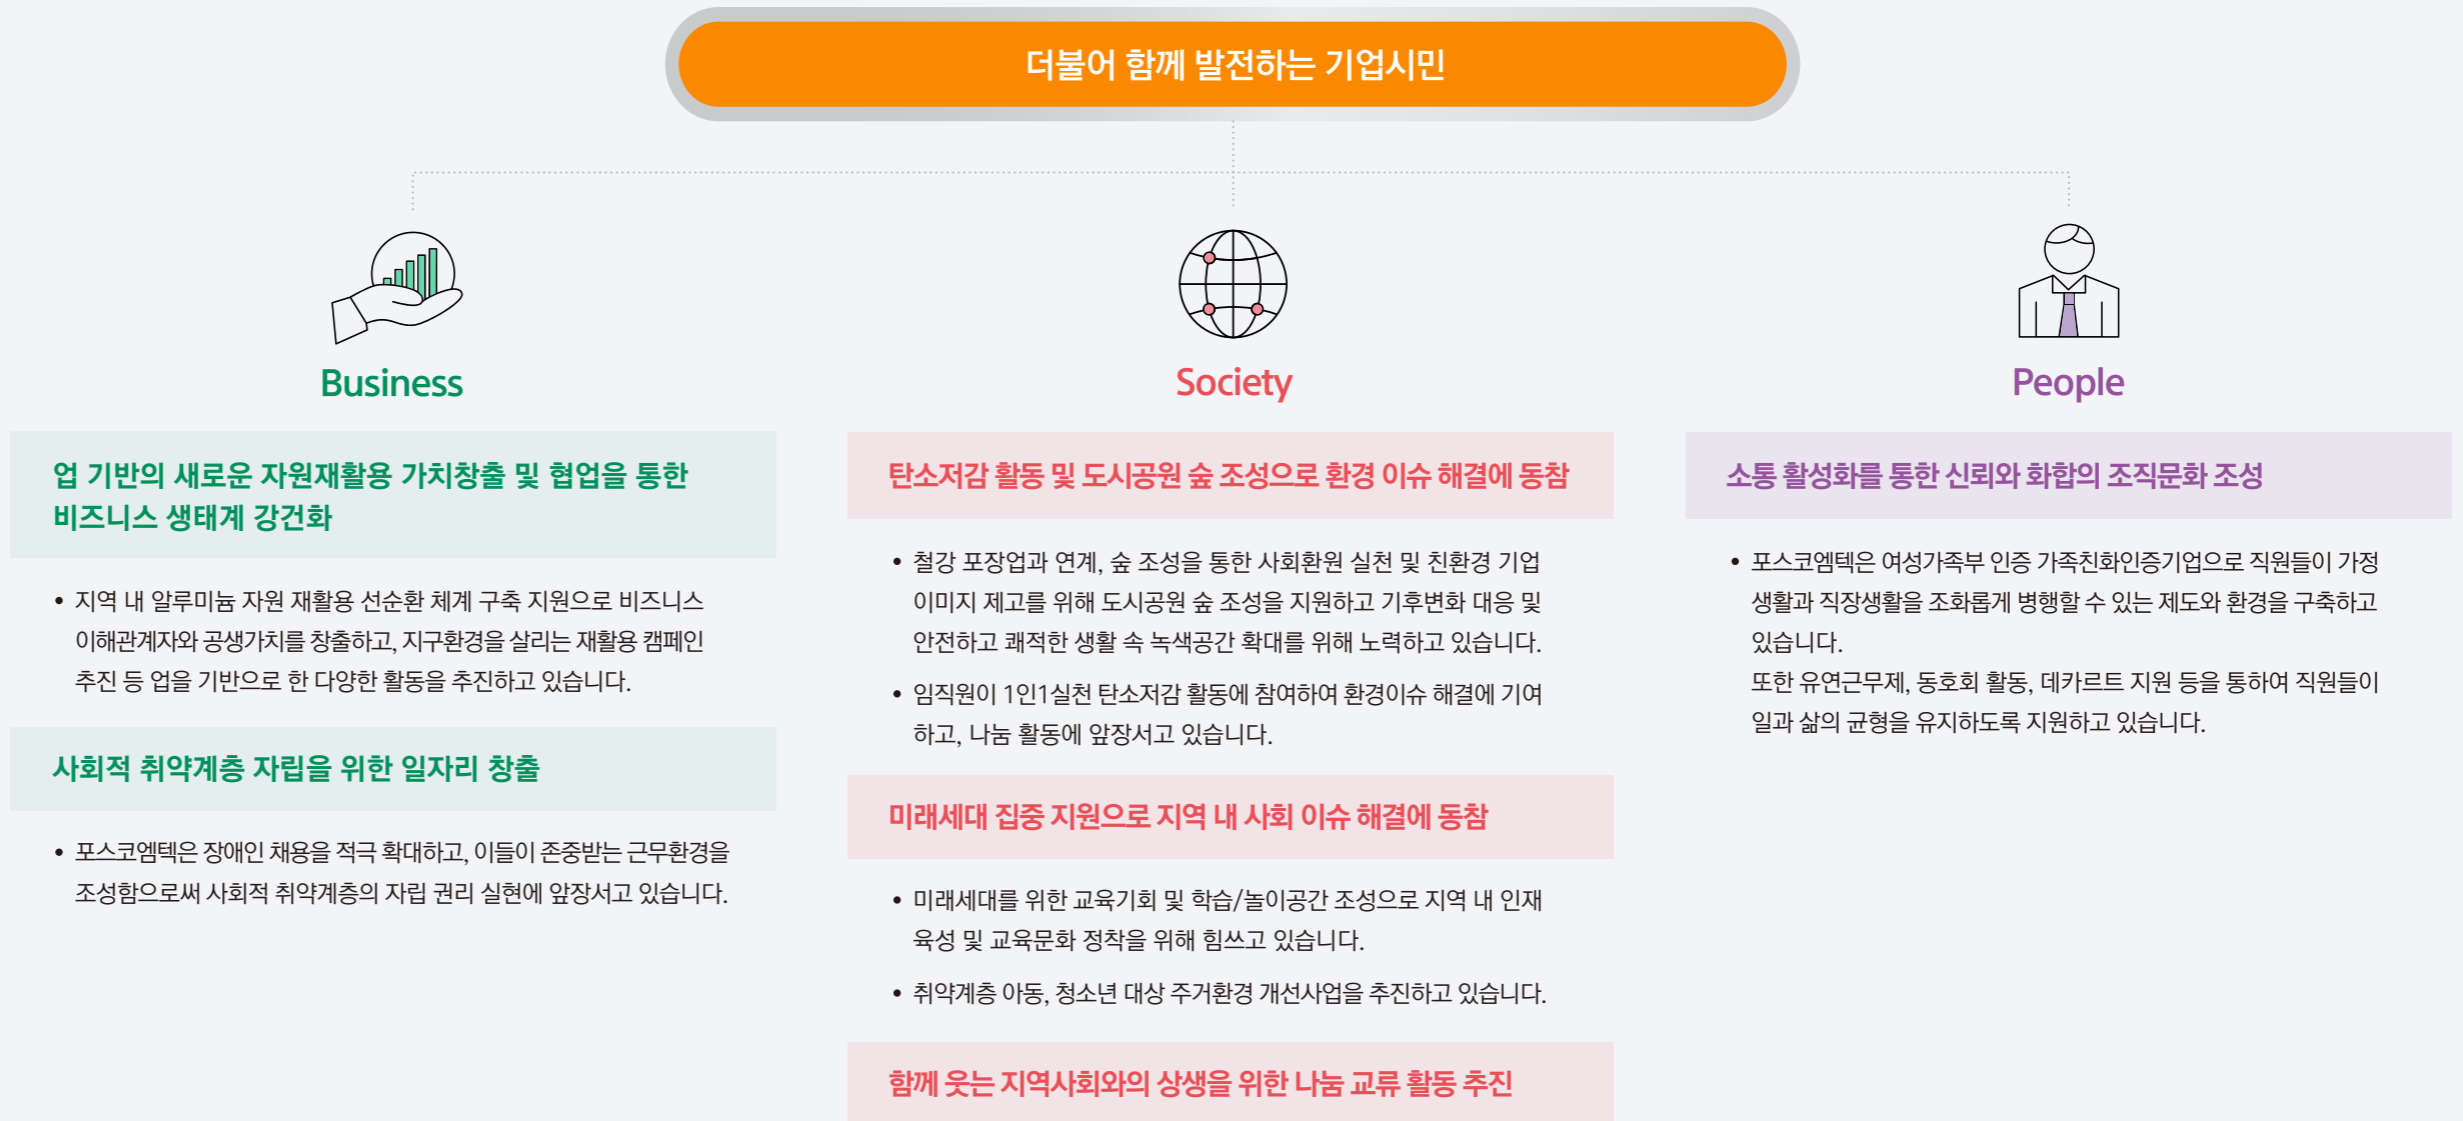 더불어 함께 발전하는 기업시민
Business
업 기반의 새로운 자원재활용 가치창출 및 협업을 통한
비즈니스 생태계 강건화
• 지역 내 알루미늄 자원 재활용 선순환 체계 구축 지원으로 비즈니스
이해관계자와 공생가치를 창출하고, 지구환경을 살리는 재활용 캠페인
추진 등 업을 기반으로 한 다양한 활동을 추진하고 있습니다.
사회적 취약계층 자립을 위한 일자리 창출
• 포스코엠텍은 장애인 채용을 적극 확대하고, 이들이 존중받는 근무환경을
조성함으로써 사회적 취약계층의 자립 권리 실현에 앞장서고 있습니다.
Society
탄소저감 활동 및 도시공원 숲 조성으로 환경 이슈 해결에 동참
• 철강 포장업과 연계, 숲 조성을 통한 사회환원 실천 및 친환경 기업
이미지 제고를 위해 도시공원 숲 조성을 지원하고 기후변화 대응 및
안전하고 쾌적한 생활 속 녹색공간 확대를 위해 노력하고 있습니다.
• 임직원이 1인1실천 탄소저감 활동에 참여하여 환경이슈 해결에 기여
하고, 나눔 활동에 앞장서고 있습니다.
미래세대 집중 지원으로 지역 내 사회 이슈 해결에 동참
• 미래세대를 위한 교육기회 및 학습/놀이공간 조성으로 지역 내 인재
육성 및 교육문화 정착을 위해 힘쓰고 있습니다.
• 취약계층 아동, 청소년 대상 주거환경 개선사업을 추진하고 있습니다.
함께 웃는 지역사회와의 상생을 위한 나눔 교류 활동 추진
People
소통 활성화를 통한 신뢰와 화합의 조직문화 조성
• 포스코엠텍은 여성가족부 인증 가족친화인증기업으로 직원들이 가정
생활과 직장생활을 조화롭게 병행할 수 있는 제도와 환경을 구축하고
있습니다.
또한 유연근무제, 동호회 활동, 데카르트 지원 등을 통하여 직원들이
일과 삶의 균형을 유지하도록 지원하고 있습니다.